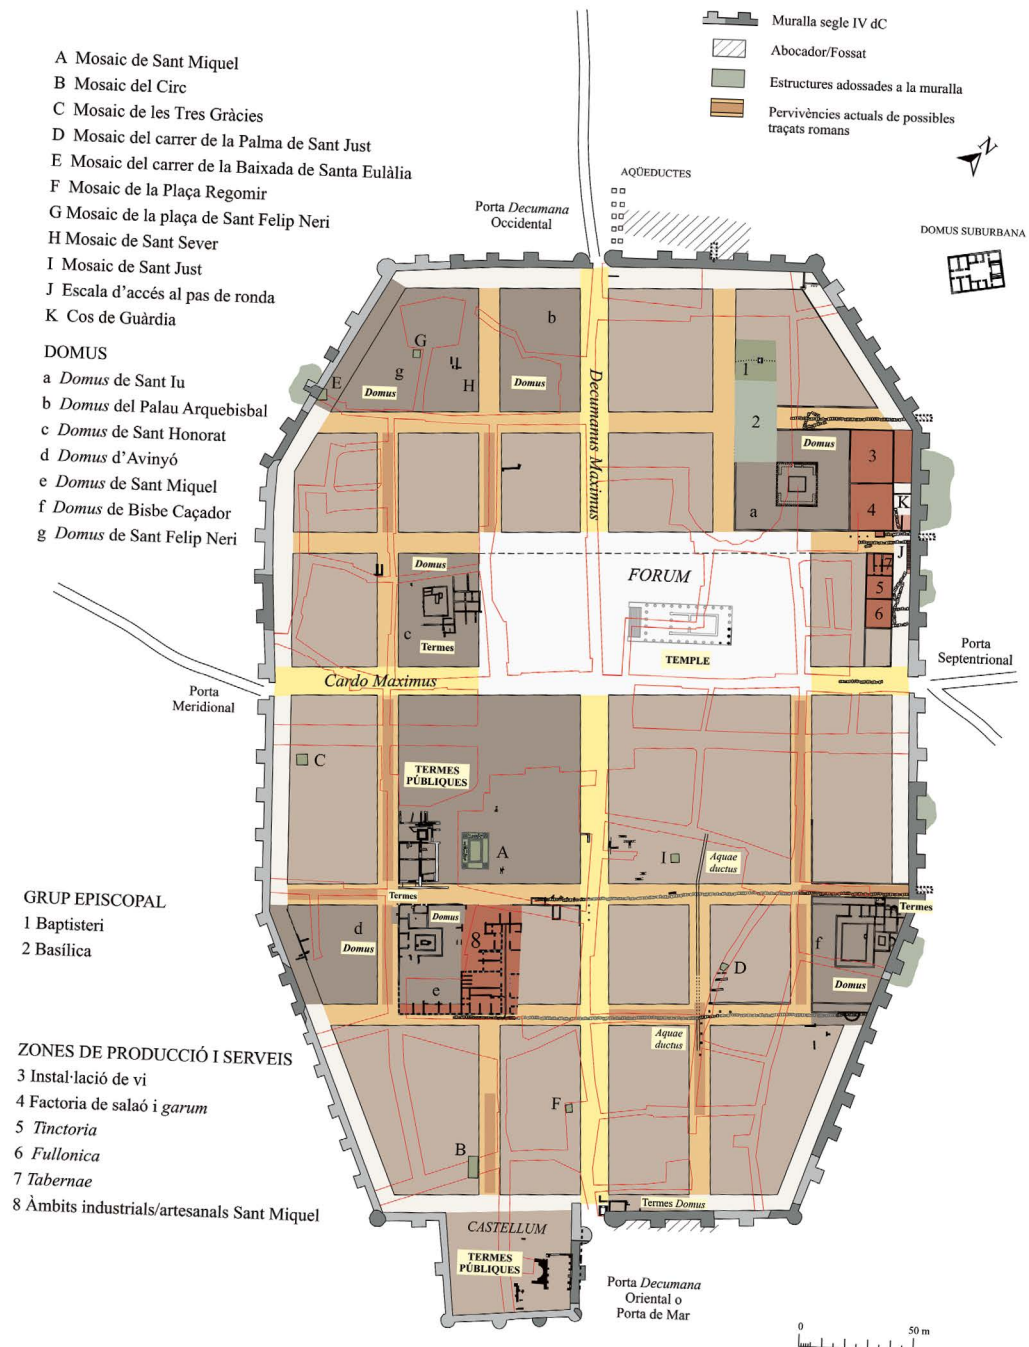 A Mosaic de Sant Miquel
B Mosaic del Circ
C Mosaic de les Tres Gràcies
D Mosaic del carrer de la Palma de Sant Just
E Mosaic del carrer de la Baixada de Santa Eulàlia
F Mosaic de la Plaça Regomir
G Mosaic de la plaça de Sant Felip Neri
H Mosaic de Sant Sever
I Mosaic de Sant Just
J Escala d'accés al pas de ronda
K Cos de Guàrdia
DOMUS
a Domus de Sant Iu
b Domus del Palau Arquebisbal
c Domus de Sant Honorat
d Domus d'Avinyó
e Domus de Sant Miquel
f Domus de Bisbe Caçador
g Domus de Sant Felip Neri
Muralla segle IV dC
Abocador/Fossat
Estructures adossades a la muralla
Pervivències actuals de possibles
traçats romans
N
AQÜEDUCTES
Porta Decumana
Occidental
DOMUS SUBURBANA
b
G
E
g
H
Domus
Domus
1
2
Decumanus Maximus
Domus
3
4
K
a
J
7
5
6
FORUM
Domus
c
Termes
TEMPLE
Porta
Septentrional
Cardo Maximus
Porta
Meridional
C
TERMES
PÚBLIQUES
A
I
Aquae
ductus
Termes
Termes
GRUP EPISCOPAL
1 Baptisteri
2 Basílica
d
Domus
8
e
D
f
Domus
Aquae
ductus
ZONES DE PRODUCCIÓ I SERVEIS
3 Instal·lació de vi
4 Factoria de salaó i garum
5 Tinctoria
6 Fullonica
7 Tabernae
8 Àmbits industrials/artesanals Sant Miquel
F
B
Termes Domus
CASTELLUM
TERMES
PÚBLIQUES
Porta Decumana
Oriental o
Porta de Mar
0 50 m